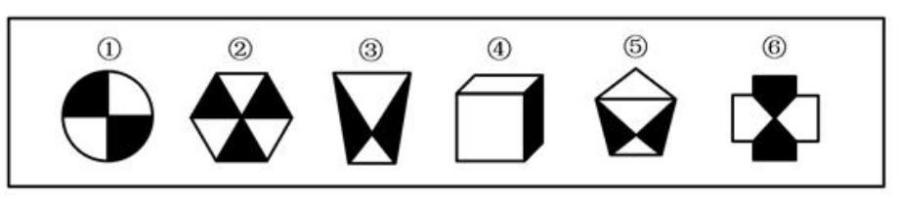 ① ② ③ ④ ⑤ ⑥